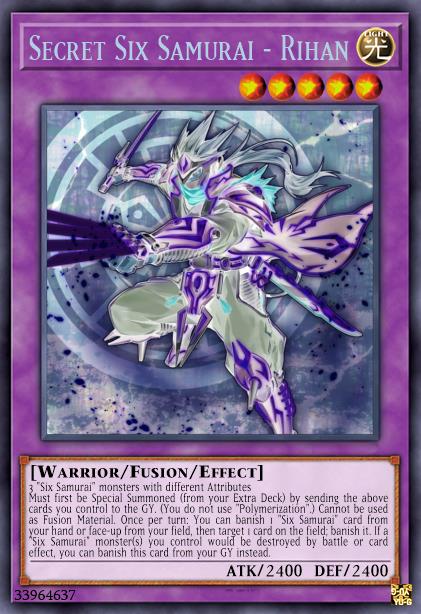 Secret Six Samurai - Rihan
LIGHT
光
[Warrior/Fusion/Effect]
3 "Six Samurai" monsters with different Attributes
Must first be Special Summoned (from your Extra Deck) by sending the above
cards you control to the GY. (You do not use "Polymerization".) Cannot be used
as Fusion Material. Once per turn: You can banish 1 "Six Samurai" card from
your hand or face-up from your field, then target 1 card on the field; banish it. If a
"Six Samurai" monster(s) you control would be destroyed by battle or card
effect, you can banish this card from your GY instead.
ATK/2400 DEF/2400
33964637